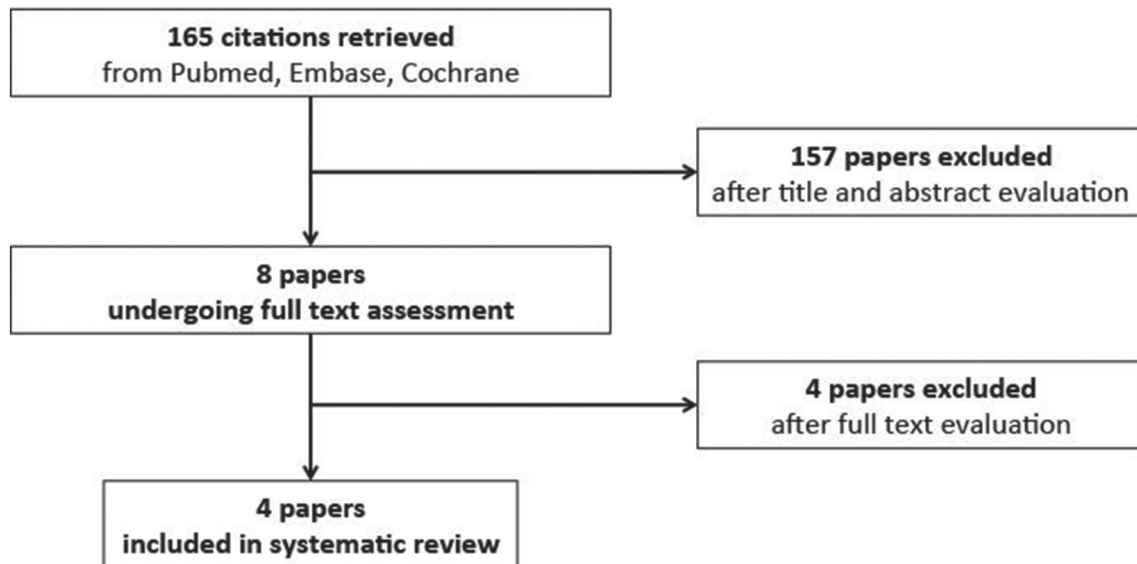 165 citations retrieved
from Pubmed, Embase, Cochrane
157 papers excluded
after title and abstract evaluation
8 papers
undergoing full text assessment
4 papers excluded
after full text evaluation
4 papers
included in systematic review